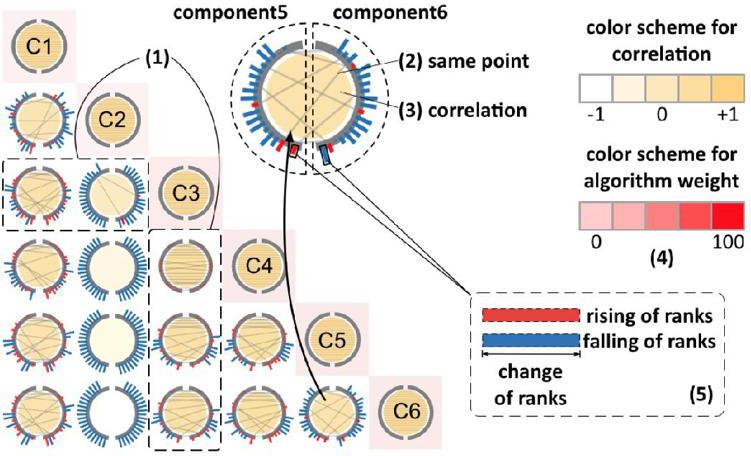 component5
component6
color scheme for
correlation
C1
(1)
(2) same point
(3) correlation
-1
0
+1
C2
color scheme for
algorithm weight
C3
0
100
(4)
C4
rising of ranks
falling of ranks
C5
change
of ranks
(5)
C6